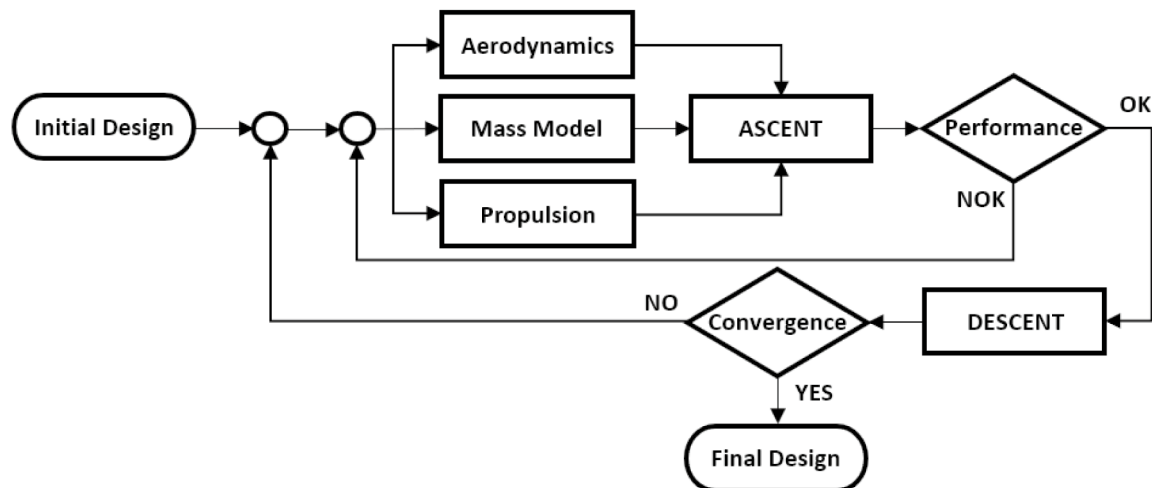 Aerodynamics
Initial Design
Mass Model
ASCENT
Performance
OK
Propulsion
NOK
NO
Convergence
DESCENT
YES
Final Design